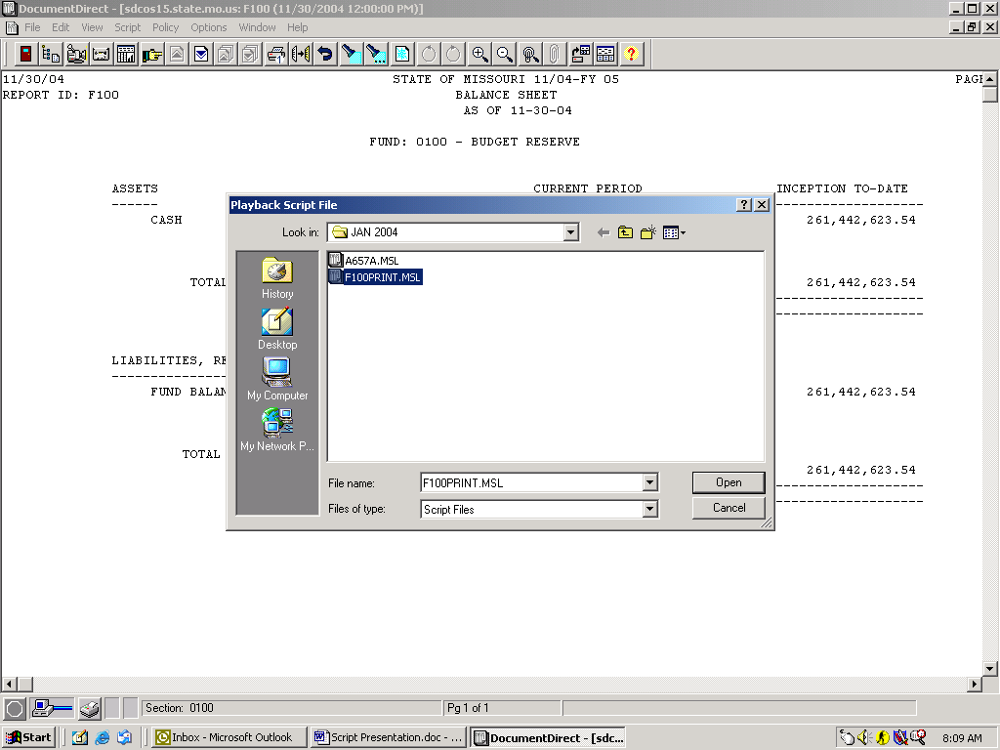 DocumentDirect - [sdcos15.state.mo.us: F100 (11/30/2004 12:00:00 PM)]
File Edit View Script Policy Options Window Help
11/30/04 STATE OF MISSOURI 11/04-FY 05 PAGE
REPORT ID: F100 BALANCE SHEET
AS OF 11-30-04
FUND: 0100 - BUDGET RESERVE
ASSETS CURRENT PERIOD INCEPTION TO-DATE
------
CASH 261,442,623.54
TOTAL 261,442,623.54
LIABILITIES, RE
FUND BALAN 261,442,623.54
TOTAL
261,442,623.54
Playback Script File
Look in: JAN 2004
A657A.MSL
F100PRINT.MSL
History
Desktop
My Computer
My Network P...
File name: F100PRINT.MSL Open
Files of type: Script Files Cancel
Section: 0100 Pg 1 of 1
Start Inbox - Microsoft Outlook Script Presentation.doc - ... DocumentDirect - [sdc... 8:09 AM